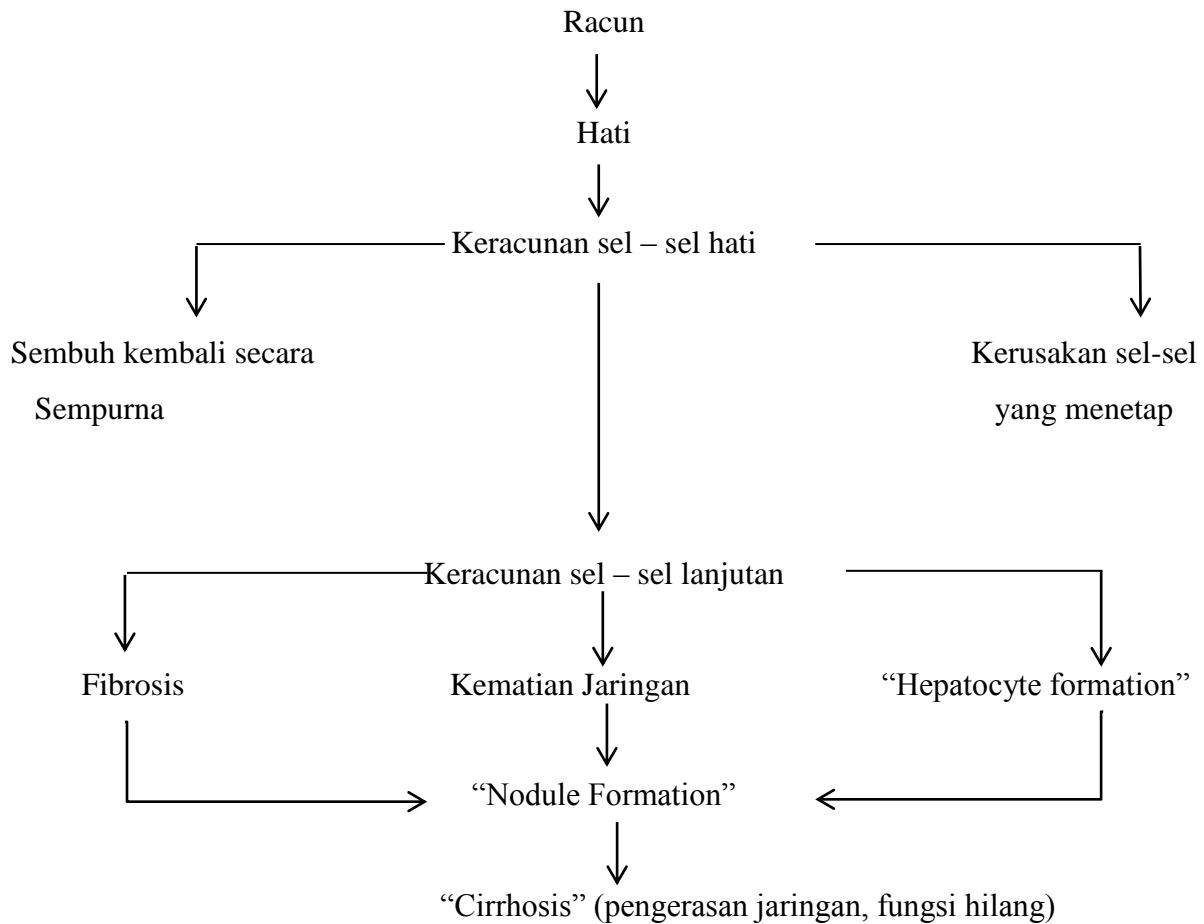 Racun
Hati
Keracunan sel – sel hati
Sembuh kembali secara
Sempurna
Kerusakan sel-sel
yang menetap
Keracunan sel – sel lanjutan
Fibrosis
Kematian Jaringan
“Hepatocyte formation”
“Nodule Formation”
“Cirrhosis” (pengerasan jaringan, fungsi hilang)